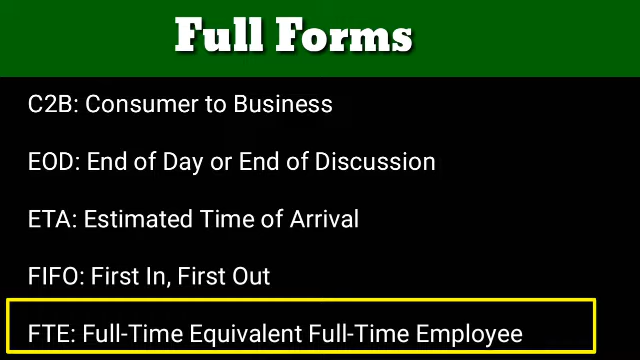 Full Forms
C2B: Consumer to Business
EOD: End of Day or End of Discussion
ETA: Estimated Time of Arrival
FIFO: First In, First Out
FTE: Full-Time Equivalent Full-Time Employee